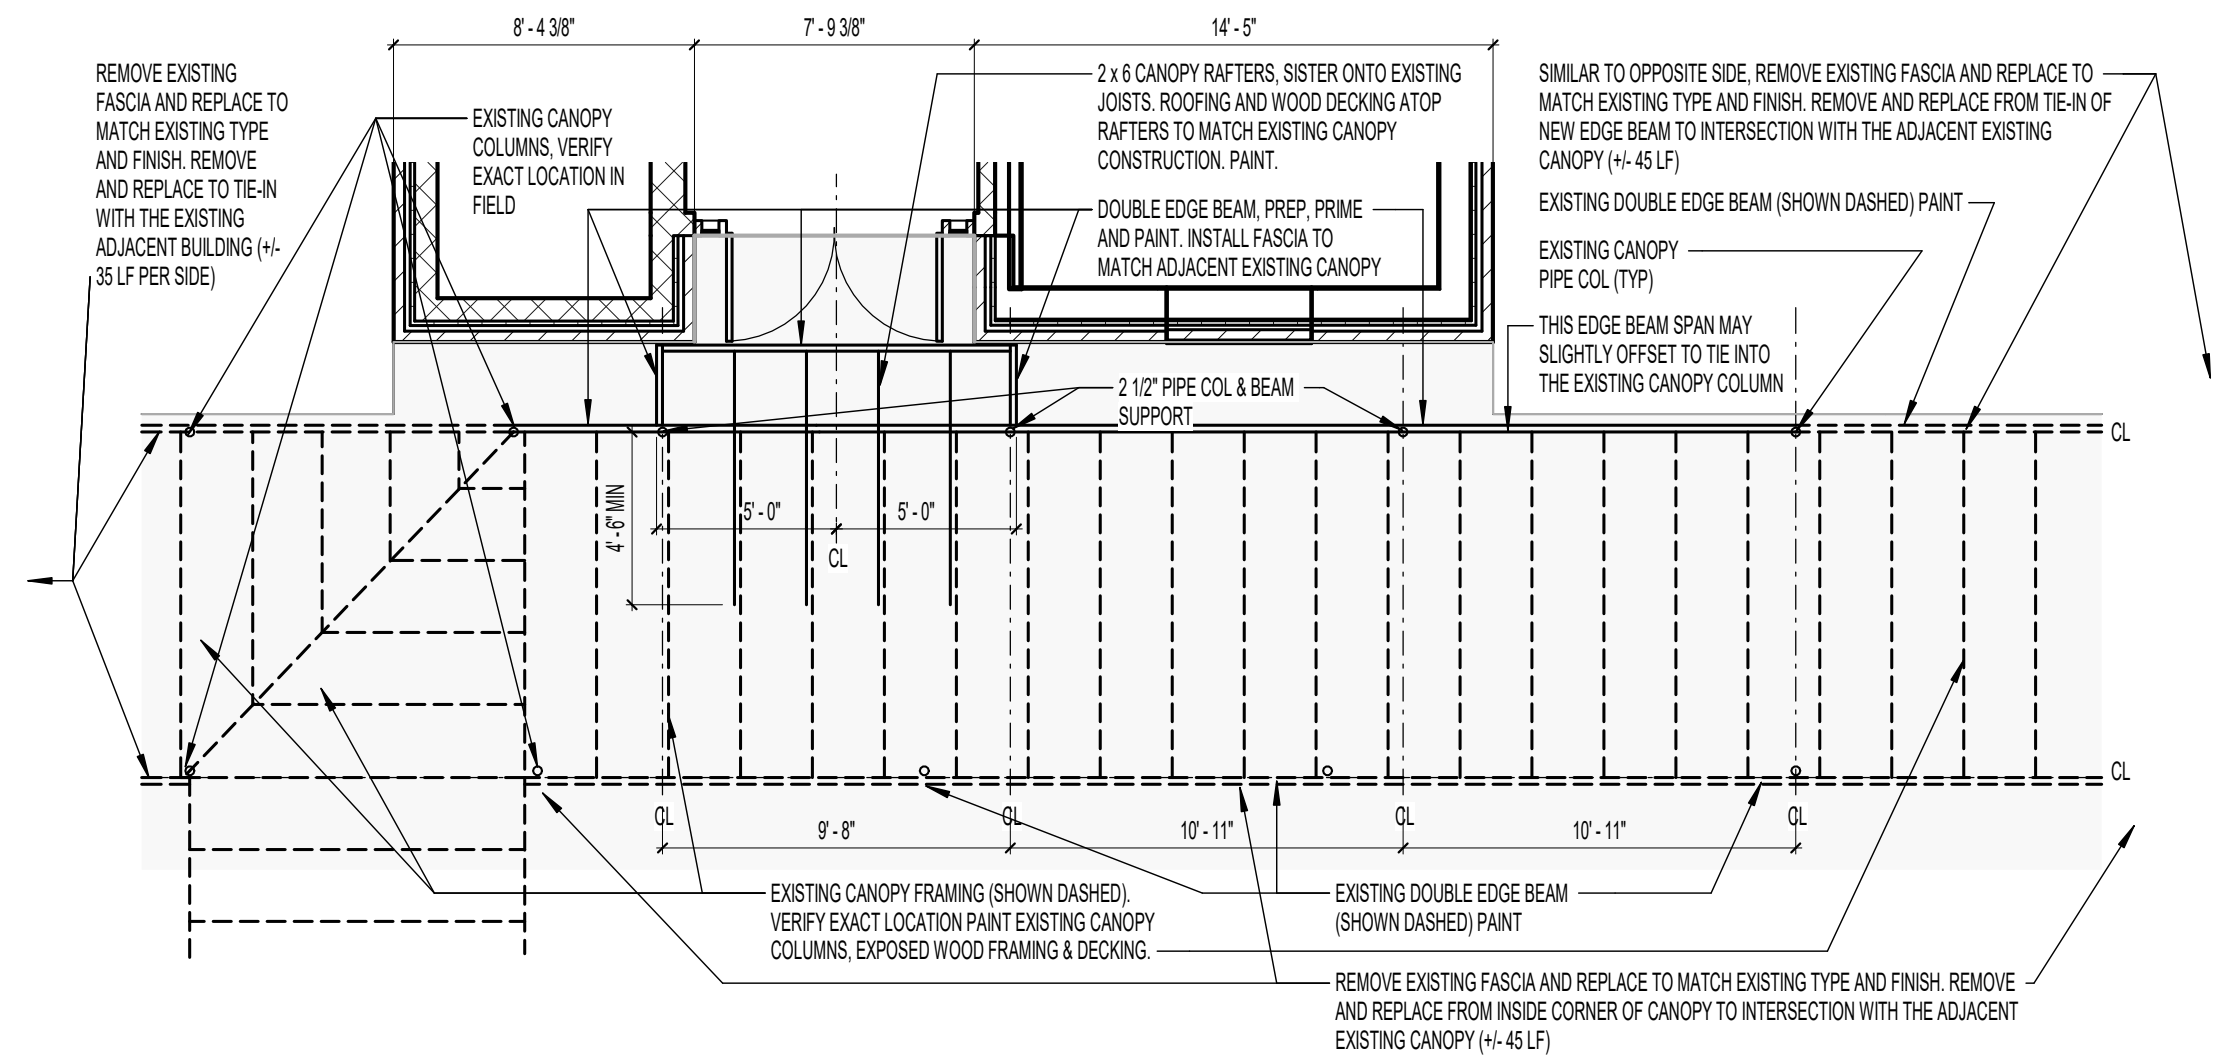 8' - 4 3/8"
7' - 9 3/8"
14' - 5"
REMOVE EXISTING
FASCIA AND REPLACE TO
MATCH EXISTING TYPE
AND FINISH. REMOVE
AND REPLACE TO TIE-IN
WITH THE EXISTING
ADJACENT BUILDING (+/-
35 LF PER SIDE)
EXISTING CANOPY
COLUMNS, VERIFY
EXACT LOCATION IN
FIELD
2 x 6 CANOPY RAFTERS, SISTER ONTO EXISTING
JOISTS. ROOFING AND WOOD DECKING ATOP
RAFTERS TO MATCH EXISTING CANOPY
CONSTRUCTION. PAINT.
DOUBLE EDGE BEAM, PREP, PRIME
AND PAINT. INSTALL FASCIA TO
MATCH ADJACENT EXISTING CANOPY
SIMILAR TO OPPOSITE SIDE, REMOVE EXISTING FASCIA AND REPLACE TO
MATCH EXISTING TYPE AND FINISH. REMOVE AND REPLACE FROM TIE-IN OF
NEW EDGE BEAM TO INTERSECTION WITH THE ADJACENT EXISTING
CANOPY (+/- 45 LF)
EXISTING DOUBLE EDGE BEAM (SHOWN DASHED) PAINT
EXISTING CANOPY
PIPE COL (TYP)
THIS EDGE BEAM SPAN MAY
SLIGHTLY OFFSET TO TIE INTO
THE EXISTING CANOPY COLUMN
2 1/2" PIPE COL & BEAM
SUPPORT
CL
4' - 6" MIN
5' - 0"
5' - 0"
CL
CL
CL
CL
CL
CL
9' - 8"
10' - 11"
10' - 11"
EXISTING CANOPY FRAMING (SHOWN DASHED).
VERIFY EXACT LOCATION PAINT EXISTING CANOPY
COLUMNS, EXPOSED WOOD FRAMING & DECKING.
EXISTING DOUBLE EDGE BEAM
(SHOWN DASHED) PAINT
REMOVE EXISTING FASCIA AND REPLACE TO MATCH EXISTING TYPE AND FINISH. REMOVE
AND REPLACE FROM INSIDE CORNER OF CANOPY TO INTERSECTION WITH THE ADJACENT
EXISTING CANOPY (+/- 45 LF)